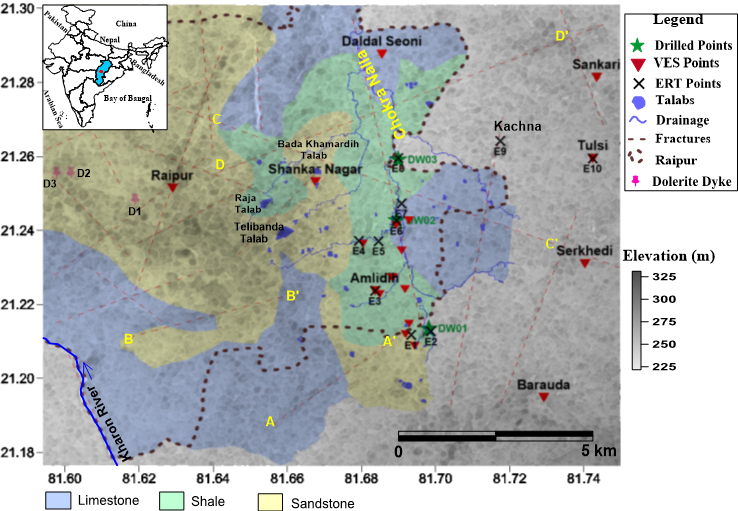 21.30
21.28
21.26
21.24
21.22
21.20
21.18
81.60
81.62
81.64
81.66
81.68
81.70
81.72
81.74
Pakistan
China
Nepal
Bangladesh
Arabian Sea
Bay of Bangal
Daldal Seoni
Chokra Nalla
D'
Sankari
C
Kachna
E9
Tulsi
E10
Bada Khamardih
Talab
D
Shankar Nagar
E8
DW03
D3
D2
Raipur
D1
Raja
Talab
Telibanda
Talab
E7
DW02
E6
E4
E5
C'
Serkhedi
Amlidin
E3
B'
B
A'
E1
E2
DW01
Barauda
A
Kharon River
0
5 km
Legend
Drilled Points
VES Points
ERT Points
Talabs
Drainage
Fractures
Raipur
Dolerite Dyke
Elevation (m)
325
300
275
250
225
Limestone
Shale
Sandstone